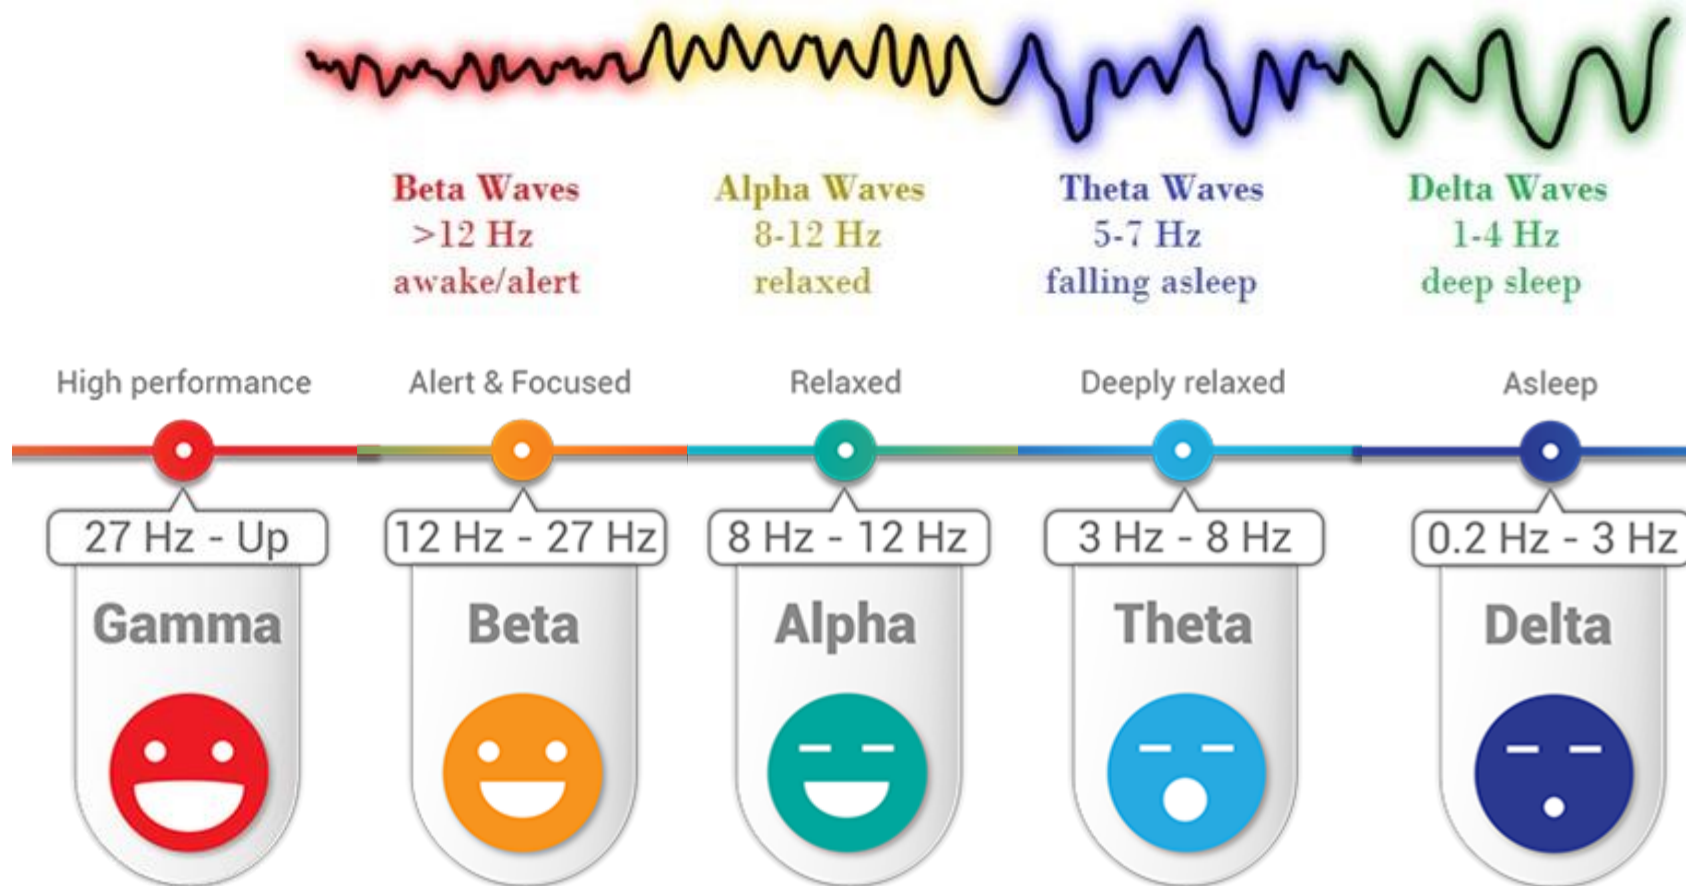 Beta Waves
>12 Hz
awake/alert
Alpha Waves
8-12 Hz
relaxed
Theta Waves
5-7 Hz
falling asleep
Delta Waves
1-4 Hz
deep sleep
High performance
Alert & Focused
Relaxed
Deeply relaxed
Asleep
27 Hz - Up
12 Hz - 27 Hz
8 Hz - 12 Hz
3 Hz - 8 Hz
0.2 Hz - 3 Hz
Gamma
Beta
Alpha
Theta
Delta